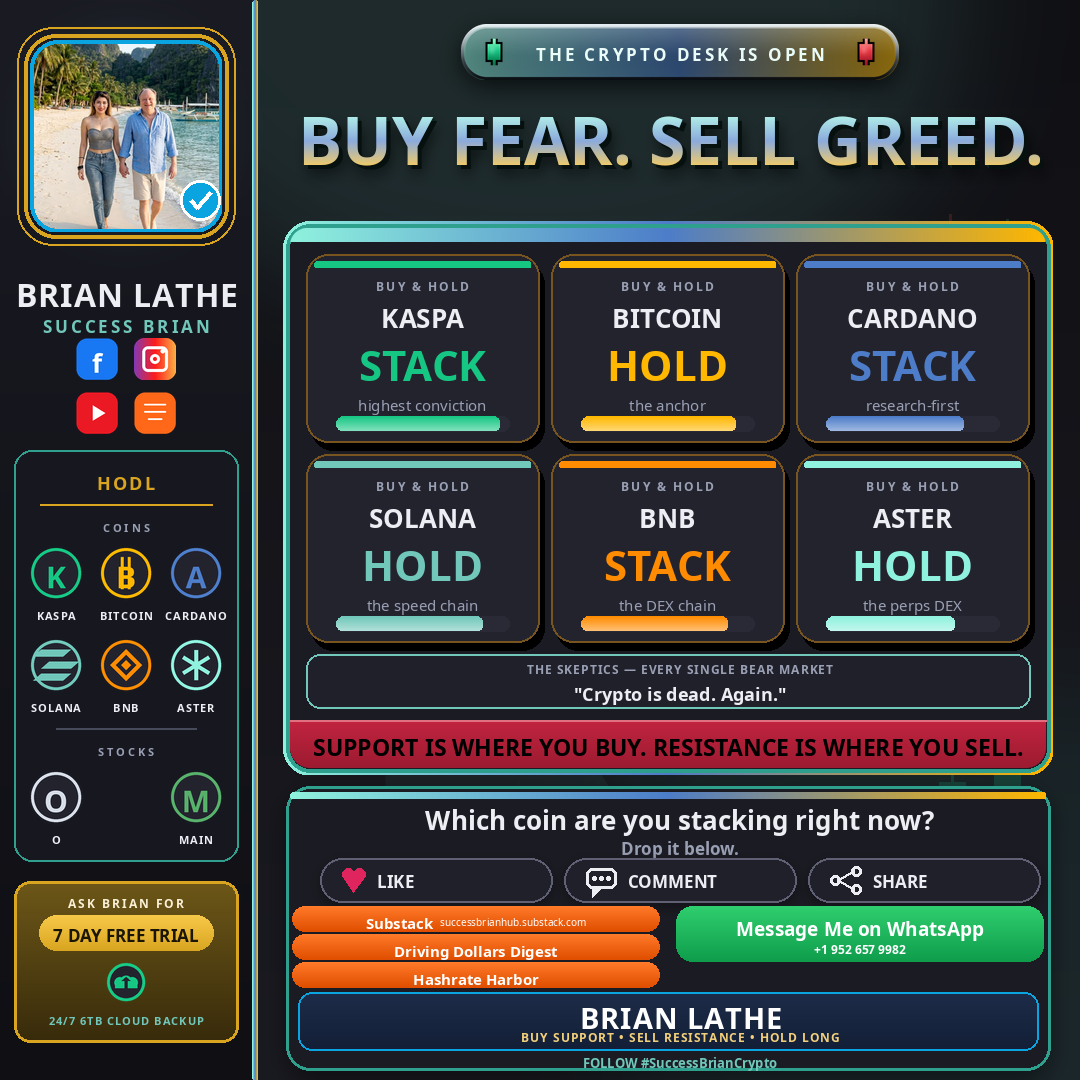 BRIAN LATHE
SUCCESS BRIAN
f
HODL
COINS
K
B
A
KASPA
BITCOIN
CARDANO
SOLANA
BNB
ASTER
STOCKS
O
M
O
MAIN
ASK BRIAN FOR
7 DAY FREE TRIAL
24/7 6TB CLOUD BACKUP
THE CRYPTO DESK IS OPEN
BUY FEAR. SELL GREED.
BUY & HOLD
KASPA
STACK
highest conviction
BUY & HOLD
BITCOIN
HOLD
the anchor
BUY & HOLD
CARDANO
STACK
research-first
BUY & HOLD
SOLANA
HOLD
the speed chain
BUY & HOLD
BNB
STACK
the DEX chain
BUY & HOLD
ASTER
HOLD
the perps DEX
THE SKEPTICS — EVERY SINGLE BEAR MARKET
"Crypto is dead. Again."
SUPPORT IS WHERE YOU BUY. RESISTANCE IS WHERE YOU SELL.
Which coin are you stacking right now?
Drop it below.
LIKE
COMMENT
SHARE
Substack successbrianhub.substack.com
Driving Dollars Digest
Hashrate Harbor
Message Me on WhatsApp
+1 952 657 9982
BRIAN LATHE
BUY SUPPORT • SELL RESISTANCE • HOLD LONG
FOLLOW #SuccessBrianCrypto